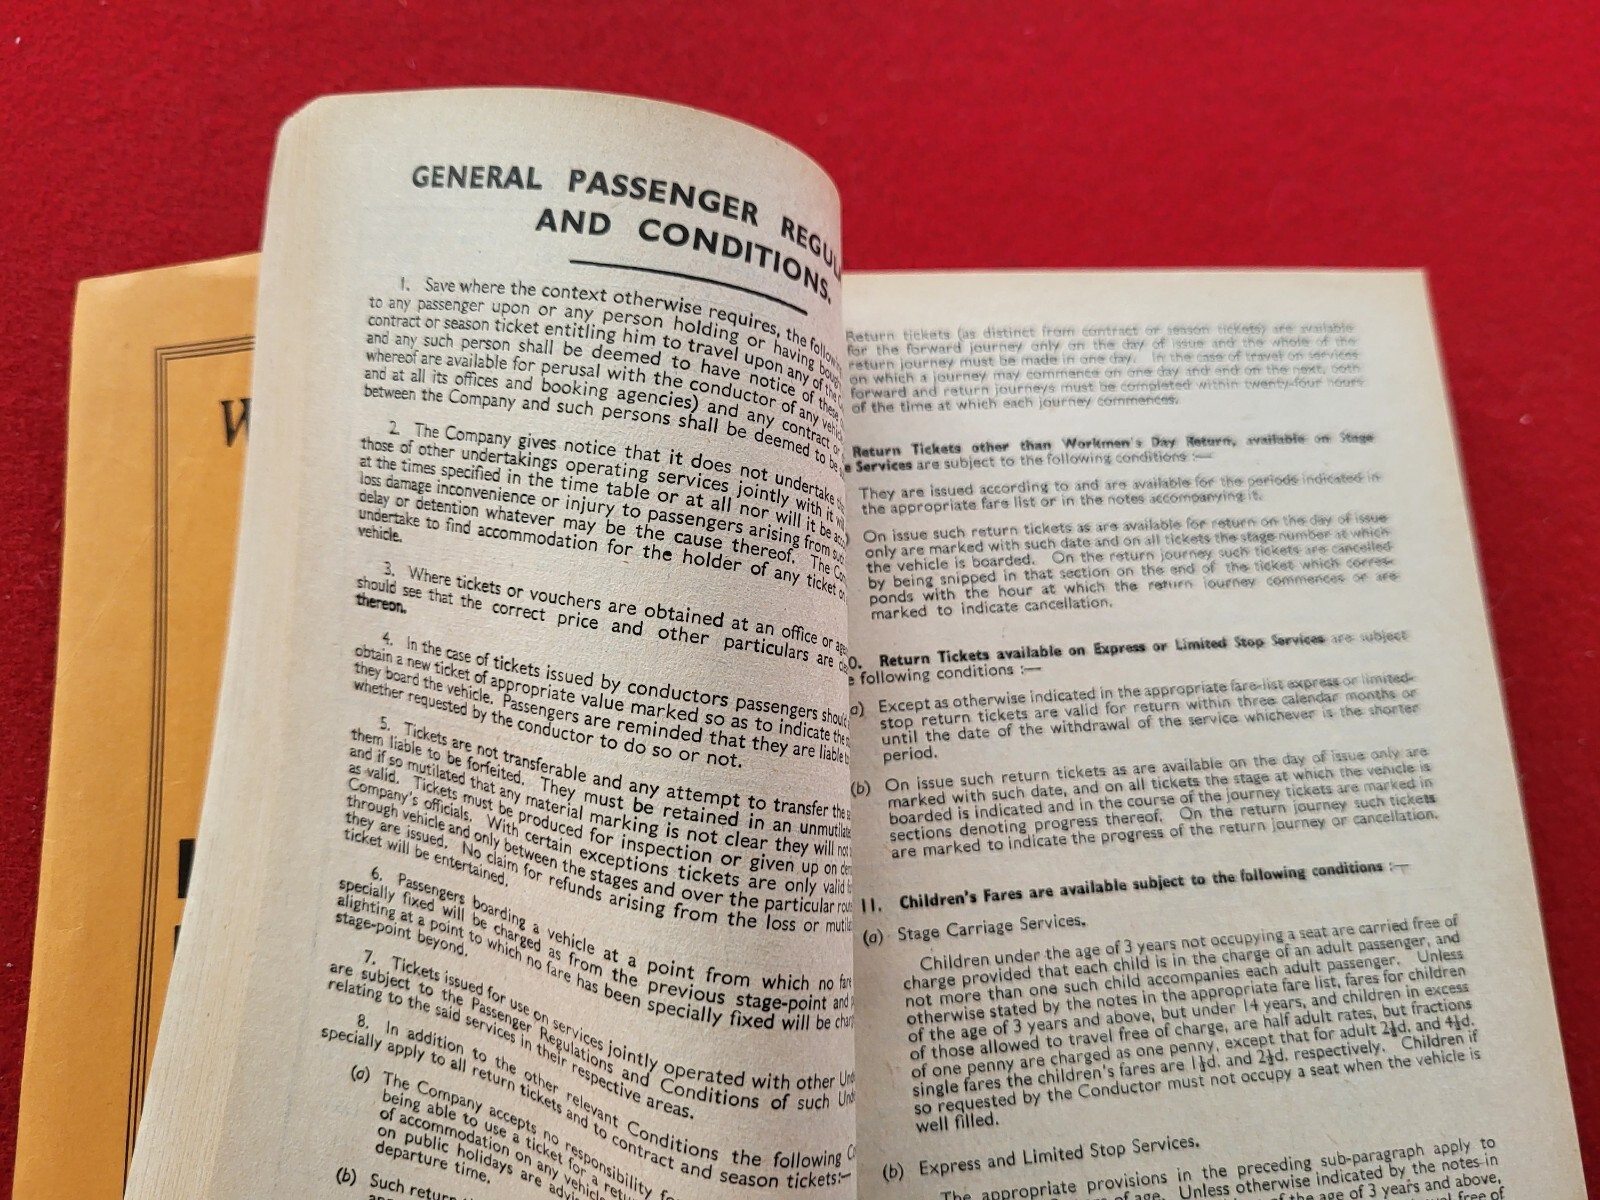 W
GENERAL PASSENGER REGUL
AND CONDITIONS.
1. Save where the context otherwise requires, the followi
to any passenger upon or any person holding or having bough
contract or season ticket entitling him to travel upon any of the
and any such person shall be deemed to have notice of these
whereof are available for perusal with the conductor of any vehic
and at all its offices and booking agencies) and any contract or
between the Company and such persons shall be deemed to be
2. The Company gives notice that it does not undertake
those of other undertakings operating services jointly with it will
at the times specified in the time table or at all nor will it be acc
loss damage inconvenience or injury to passengers arising from suc
delay or detention whatever may be the cause thereof. The Co
undertake to find accommodation for the holder of any ticket or
vehicle.
3. Where tickets or vouchers are obtained at an office or age
should see that the correct price and other particulars are cle
thereon.
4. In the case of tickets issued by conductors passengers should
obtain a new ticket of appropriate value marked so as to indicate the s
they board the vehicle. Passengers are reminded that they are liable t
whether requested by the conductor to do so or not.
5. Tickets are not transferable and any attempt to transfer the
them liable to be forfeited. They must be retained in an unmutilate
and if so mutilated that any material marking is not clear they will not
as valid. Tickets must be produced for inspection or given up on dem
Company's officials. With certain exceptions tickets are only valid f
through vehicle and only between the stages and over the particular rou
they are issued. No claim for refunds arising from the loss or mutil
ticket will be entertained.
6. Passengers boarding a vehicle at a point from which no fare
specially fixed will be charged as from the previous stage-point and
alighting at a point to which no fare has been specially fixed will be char
stage-point beyond.
7. Tickets issued for use on services jointly operated with other Und
are subject to the Passenger Regulations and Conditions of such Und
relating to the said services in their respective areas.
8. In addition to the other relevant Conditions the following C
specially apply to all return tickets and to contract and season tickets:—
(a) The Company accepts no responsibility fo
being able to use a ticket for a retu
of accommodation on any vehicle
on public holidays are advi
departure time.
(b) Such return
Return tickets (as distinct from contract or season tickets) are available
for the forward journey only on the day of issue and the whole of the
return journey must be made in one day. In the case of travel on services
on which a journey may commence on one day and end on the next, both
forward and return journeys must be completed within twenty-four hours
of the time at which each journey commences.
Return Tickets other than Workmen's Day Return, available on Stage
e Services are subject to the following conditions :—
They are issued according to and are available for the periods indicated in
the appropriate fare list or in the notes accompanying it.
On issue such return tickets as are available for return on the day of issue
only are marked with such date and on all tickets the stage number at which
the vehicle is boarded. On the return journey such tickets are cancelled
by being snipped in that section on the end of the ticket which corres-
ponds with the hour at which the return journey commences or are
marked to indicate cancellation.
0. Return Tickets available on Express or Limited Stop Services are subject
e following conditions :—
a) Except as otherwise indicated in the appropriate fare-list express or limited-
stop return tickets are valid for return within three calendar months or
until the date of the withdrawal of the service whichever is the shorter
period.
(b) On issue such return tickets as are available on the day of issue only are
marked with such date, and on all tickets the stage at which the vehicle is
boarded is indicated and in the course of the journey tickets are marked in
sections denoting progress thereof. On the return journey such tickets
are marked to indicate the progress of the return journey or cancellation.
11. Children's Fares are available subject to the following conditions :—
(a) Stage Carriage Services.
Children under the age of 3 years not occupying a seat are carried free of
charge provided that each child is in the charge of an adult passenger, and
not more than one such child accompanies each adult passenger. Unless
otherwise stated by the notes in the appropriate fare list, fares for children
of the age of 3 years and above, but under 14 years, and children in excess
of those allowed to travel free of charge, are half adult rates, but fractions
of one penny are charged as one penny, except that for adult 2½d. and 4½d.
single fares the children's fares are 1½d. and 2½d. respectively. Children if
so requested by the Conductor must not occupy a seat when the vehicle is
well filled.
(b) Express and Limited Stop Services.
The appropriate provisions in the preceding sub-paragraph apply to
of age. Unless otherwise indicated by the notes in
the age of 3 years and above,
free of